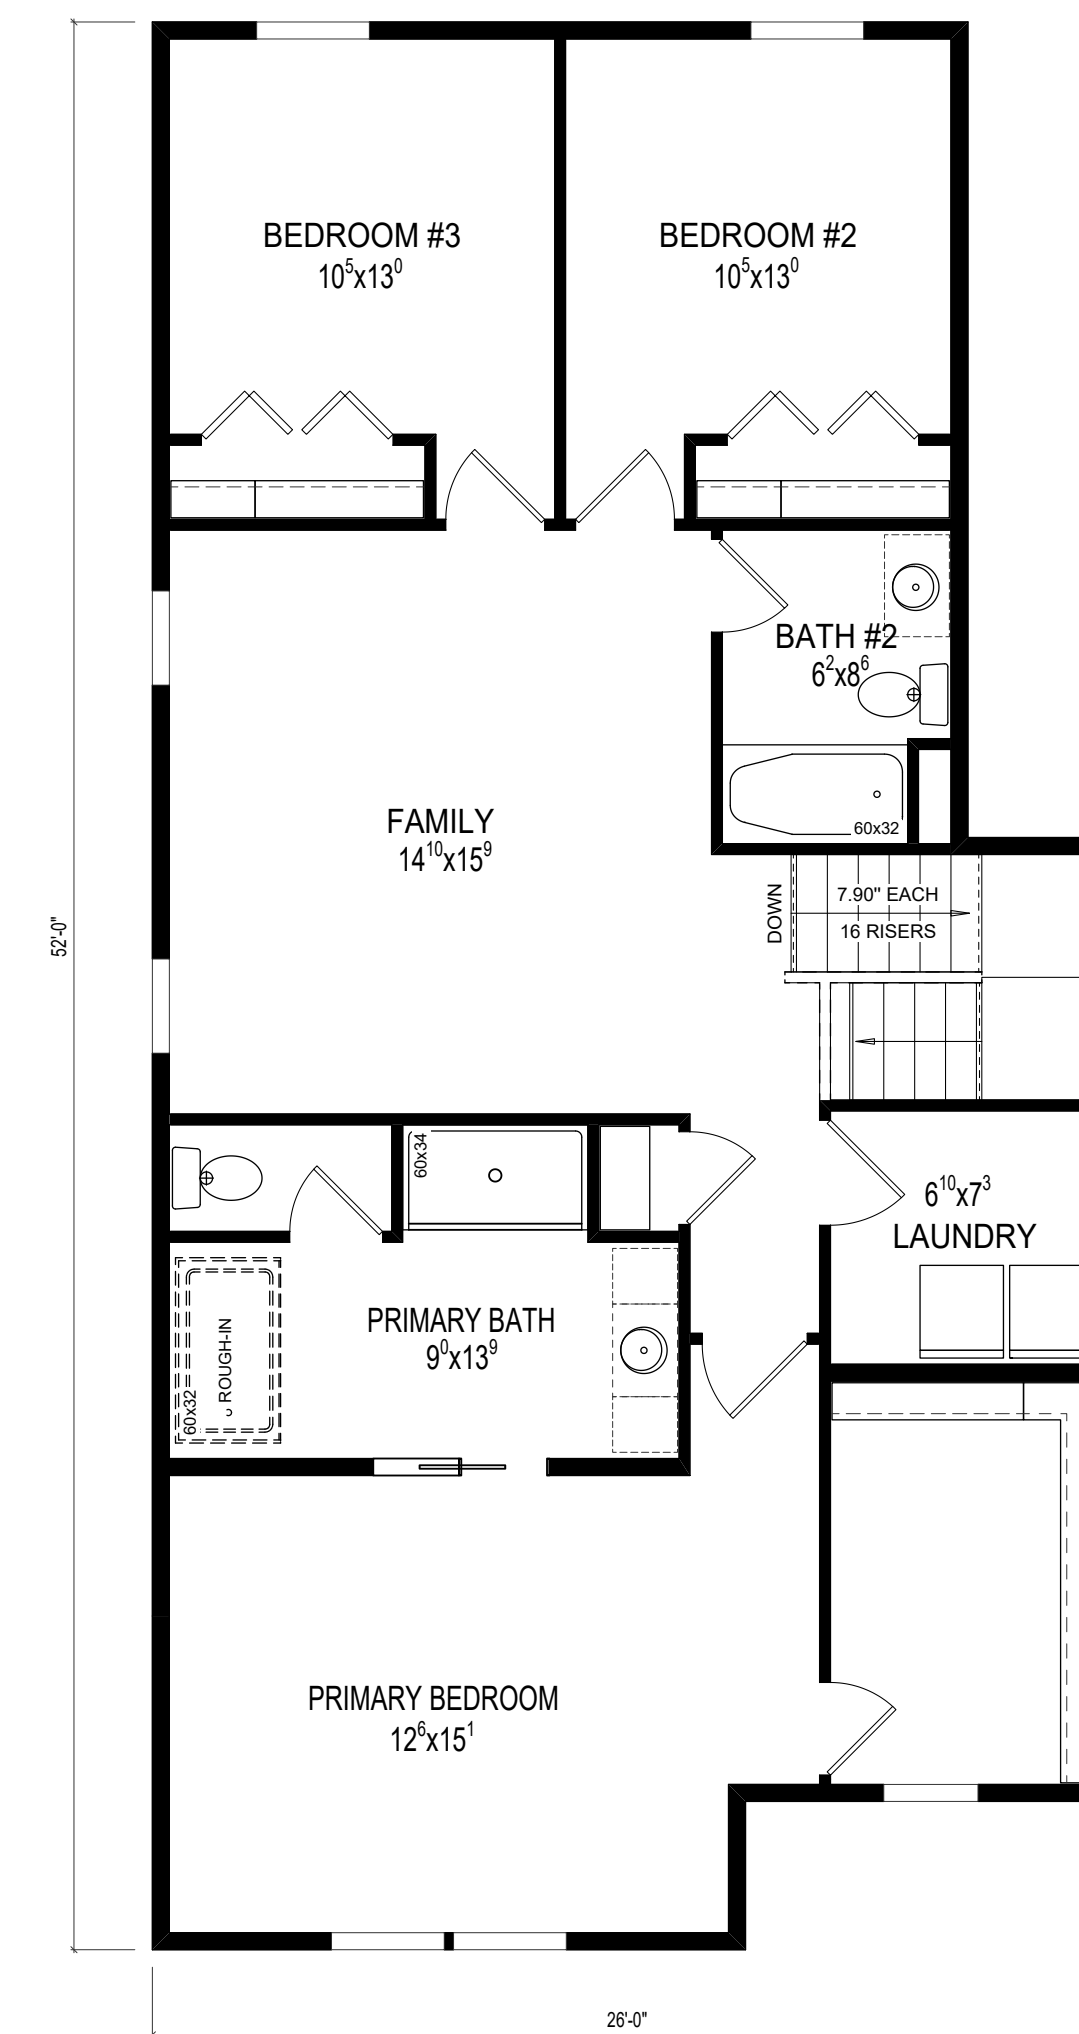 BEDROOM #3
10⁵x13⁰
BEDROOM #2
10⁵x13⁰
BATH #2
6²x8⁶
60x32
FAMILY
14¹⁰x15⁹
DOWN
7.90" EACH
16 RISERS
52'-0"
60x34
6¹⁰x7³
LAUNDRY
PRIMARY BATH
9⁰x13⁹
ROUGH-IN
60x32
PRIMARY BEDROOM
12⁶x15¹
26'-0"